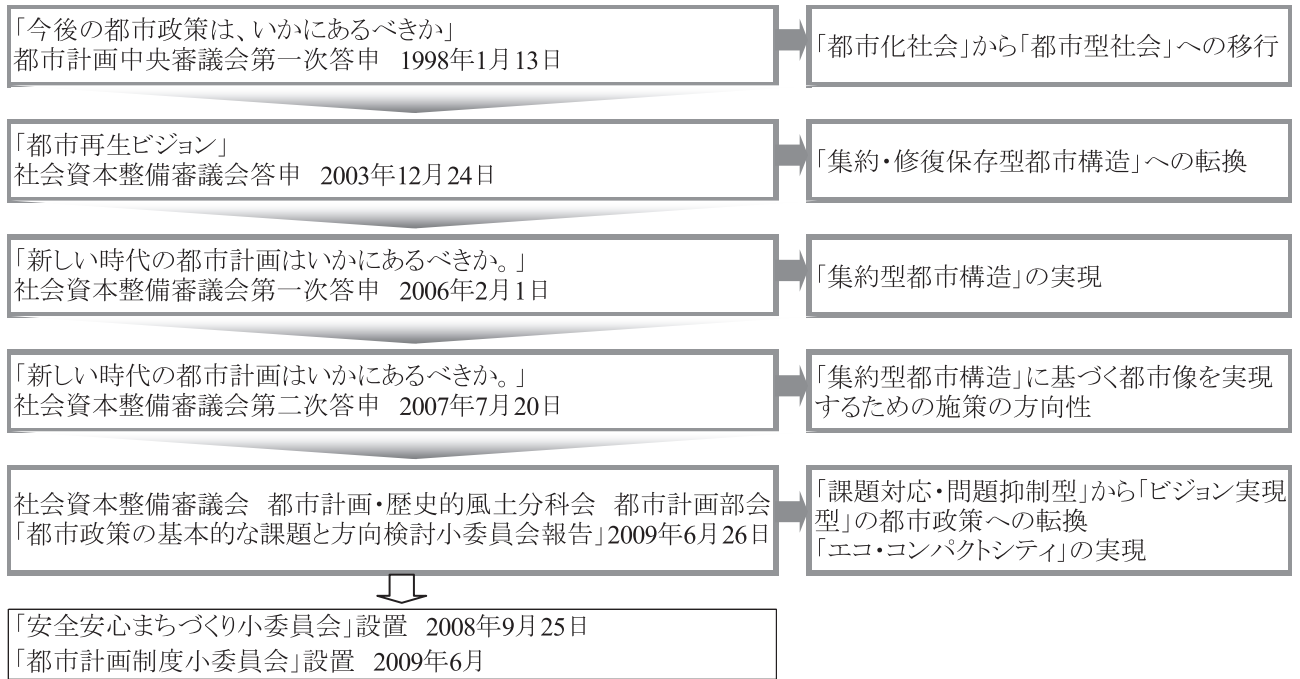 「今後の都市政策は、いかにあるべきか」
都市計画中央審議会第一次答申 1998年1月13日
「都市化社会」から「都市型社会」への移行
「都市再生ビジョン」
社会資本整備審議会答申 2003年12月24日
「集約・修復保存型都市構造」への転換
「新しい時代の都市計画はいかにあるべきか。」
社会資本整備審議会第一次答申 2006年2月1日
「集約型都市構造」の実現
「新しい時代の都市計画はいかにあるべきか。」
社会資本整備審議会第二次答申 2007年7月20日
「集約型都市構造」に基づく都市像を実現
するための施策の方向性
社会資本整備審議会 都市計画・歴史的風土分科会 都市計画部会
「都市政策の基本的な課題と方向検討小委員会報告」2009年6月26日
「課題対応・問題抑制型」から「ビジョン実現
型」の都市政策への転換
「エコ・コンパクトシティ」の実現
「安全安心まちづくり小委員会」設置 2008年9月25日
「都市計画制度小委員会」設置 2009年6月